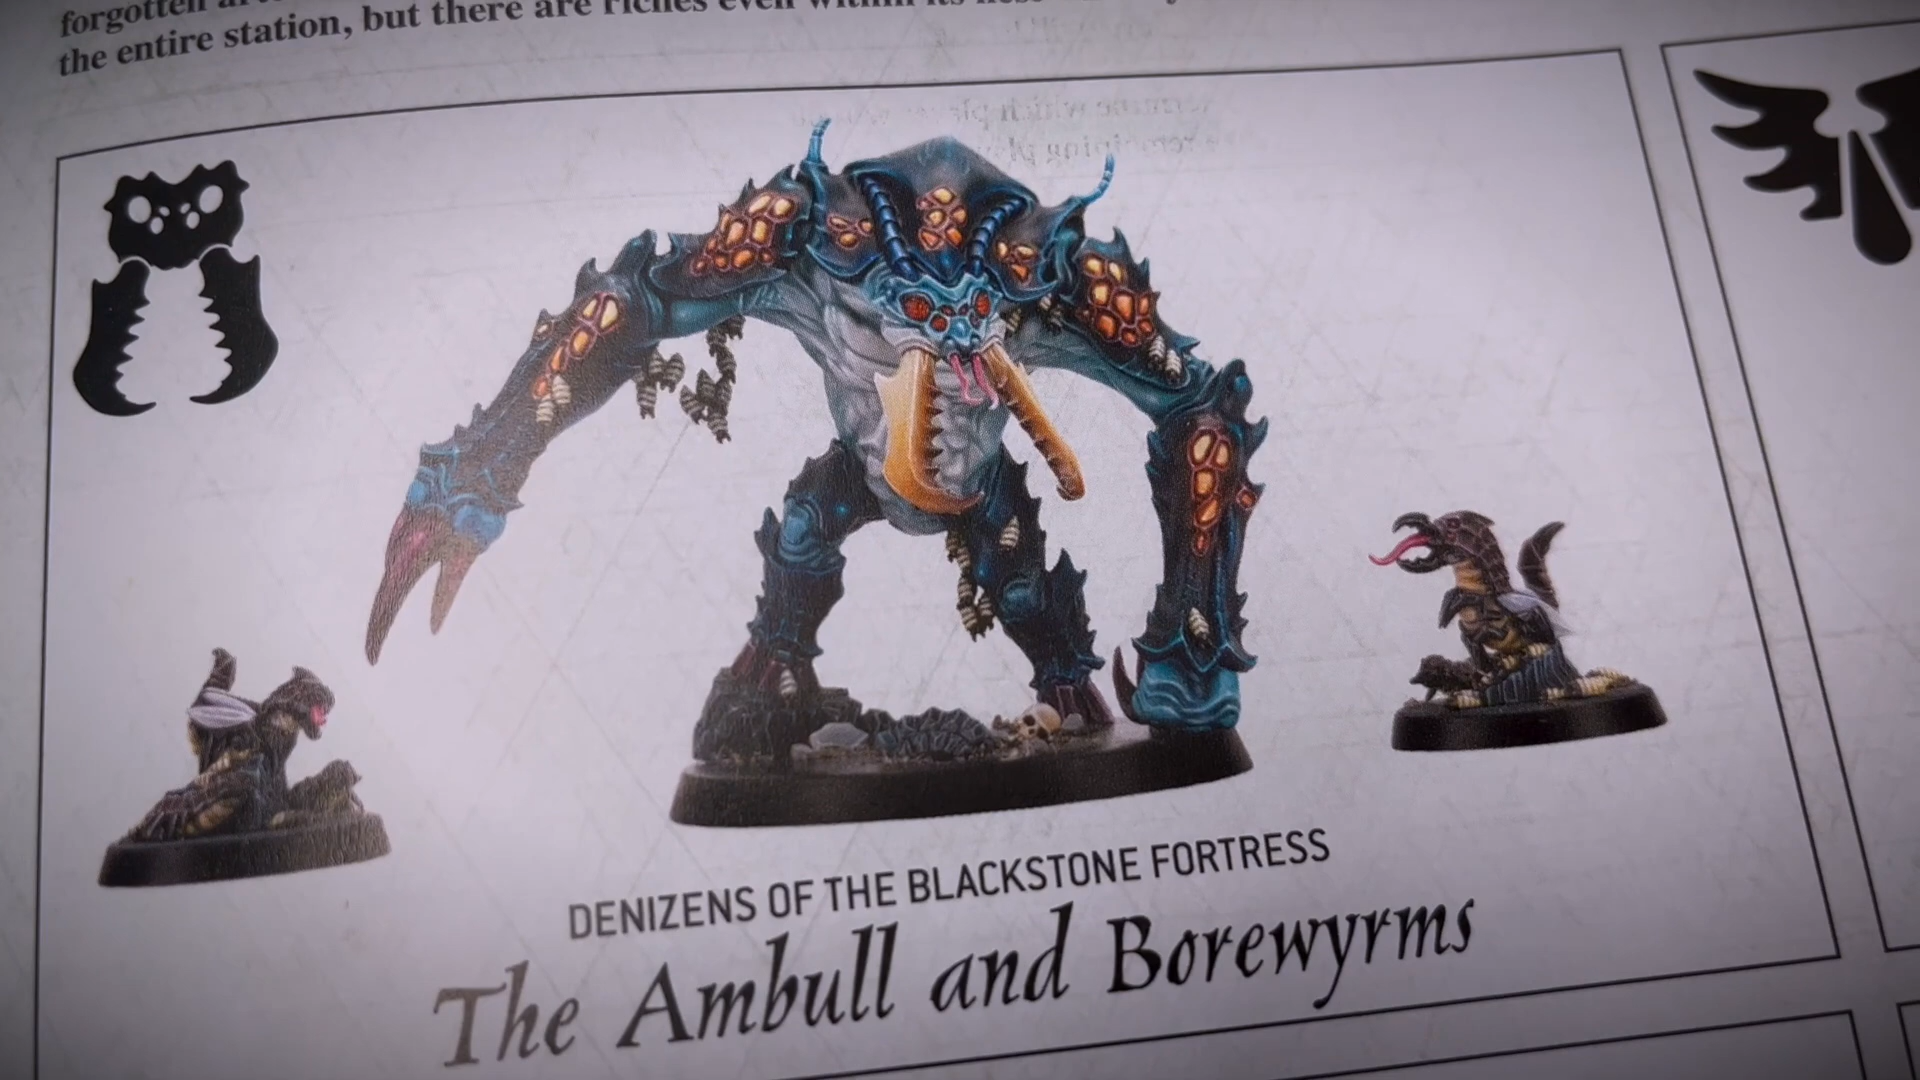 forgotten
the entire station, but there are riches even within its
DENIZENS OF THE BLACKSTONE FORTRESS
The Ambull and Borewyrms